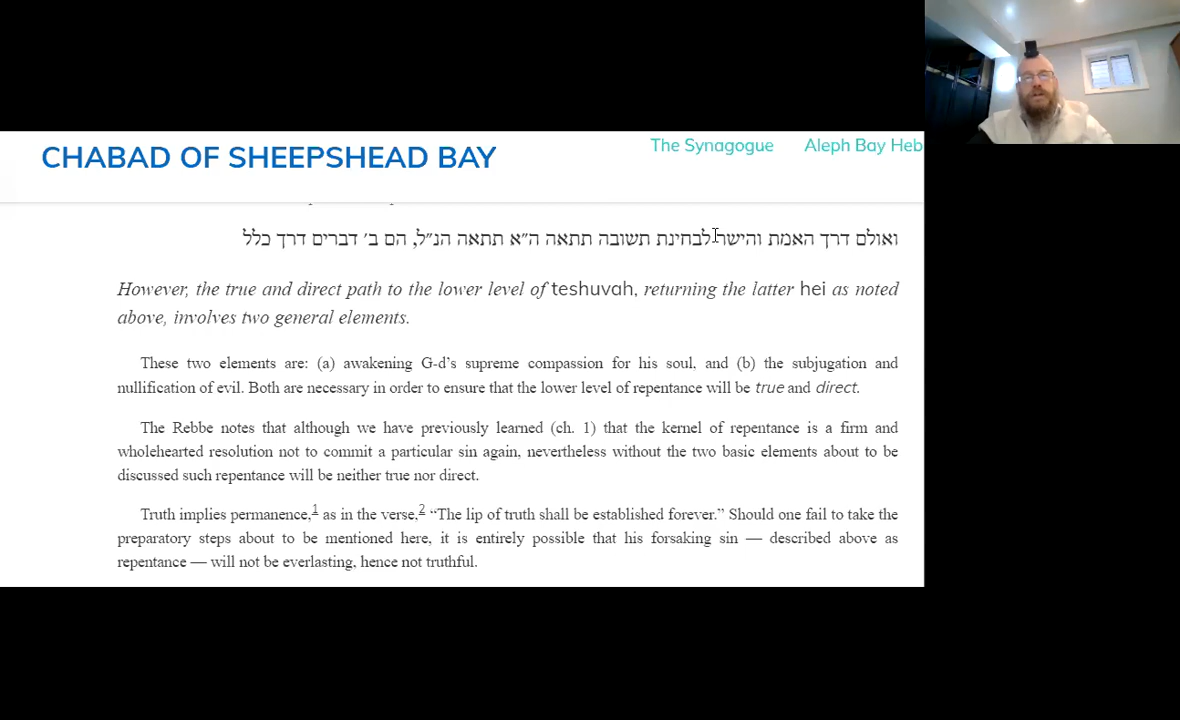 CHABAD OF SHEEPSHEAD BAY
The Synagogue Aleph Bay Heb
ואולם דרך האמת והישר לבחינת תשובה תתאה ה״א תתאה הנ״ל, הם ב׳ דברים דרך כלל
However, the true and direct path to the lower level of teshuvah, returning the latter hei as noted
above, involves two general elements.
These two elements are: (a) awakening G-d’s supreme compassion for his soul, and (b) the subjugation and
nullification of evil. Both are necessary in order to ensure that the lower level of repentance will be true and direct.
The Rebbe notes that although we have previously learned (ch. 1) that the kernel of repentance is a firm and
wholehearted resolution not to commit a particular sin again, nevertheless without the two basic elements about to be
discussed such repentance will be neither true nor direct.
Truth implies permanence,1 as in the verse,2 “The lip of truth shall be established forever.” Should one fail to take the
preparatory steps about to be mentioned here, it is entirely possible that his forsaking sin — described above as
repentance — will not be everlasting, hence not truthful.